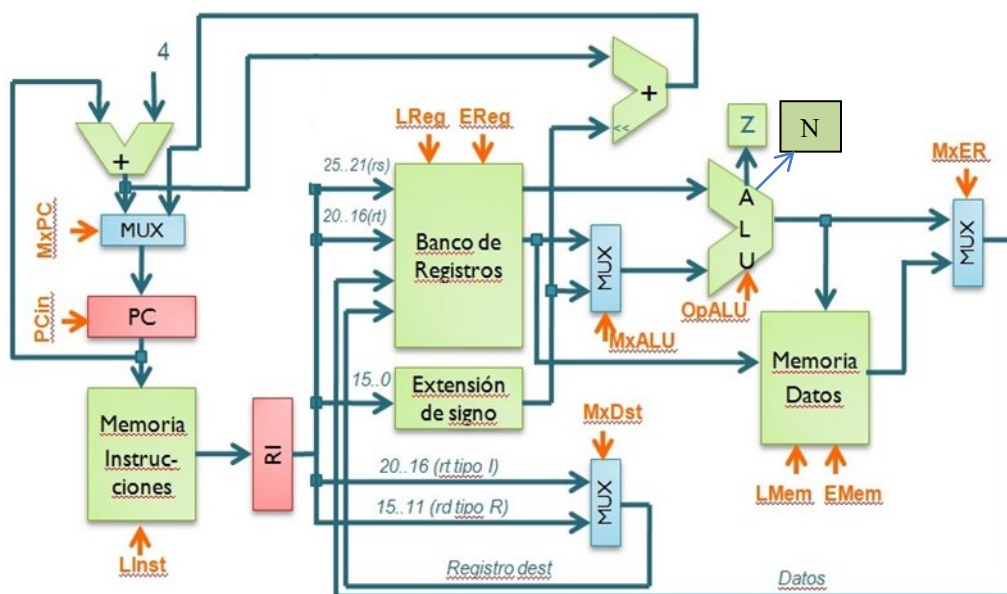 4
+
MUX
MxPC
PCin
PC
Memoria
Instruc-
ciones
LInst
RI
25..21(rs)
20..16(rt)
15..0
LReg
EReg
Banco de
Registros
Extensión
de signo
20..16 (rt tipo I)
15..11 (rd tipo R)
Registro dest
MxDst
MUX
MUX
MxALU
+
<<
Z
N
A
L
U
OpALU
Memoria
Datos
LMem
EMem
MxER
MUX
Datos